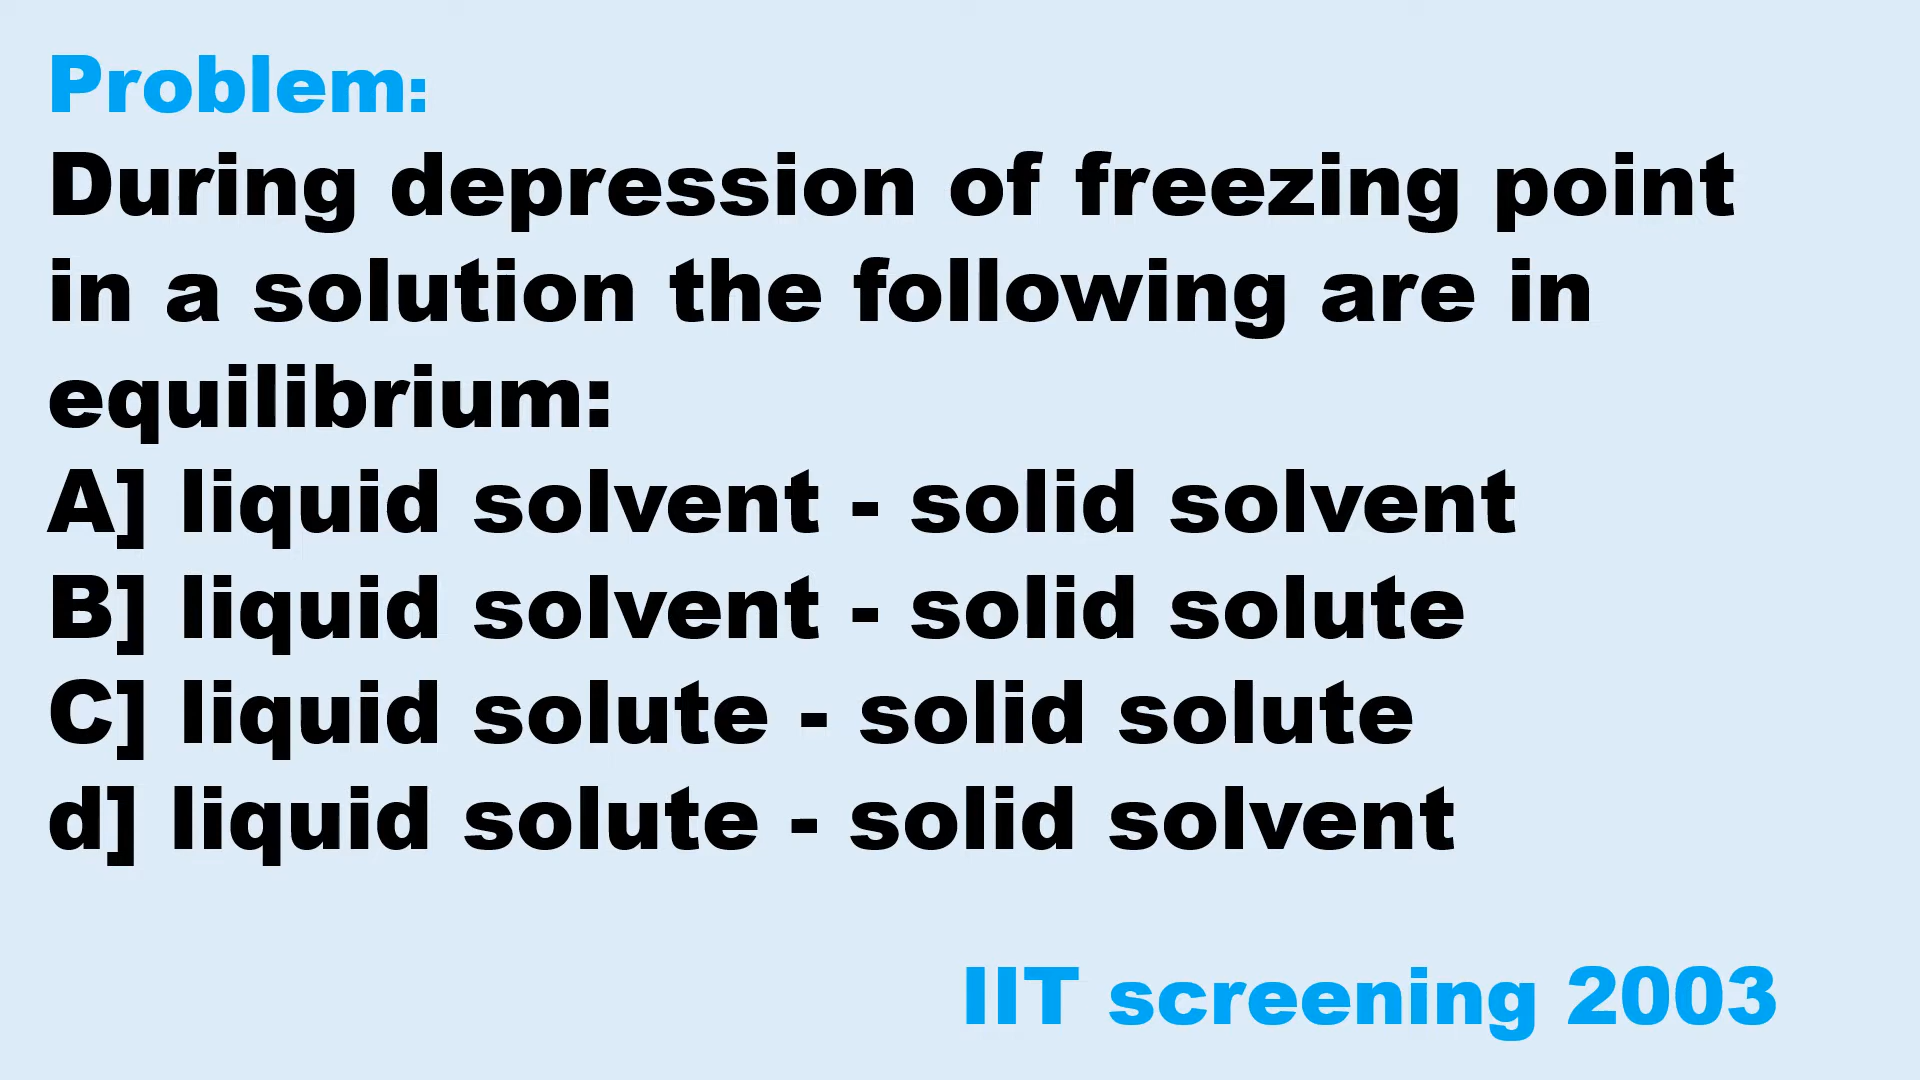 Problem:
During depression of freezing point
in a solution the following are in
equilibrium:
A] liquid solvent - solid solvent
B] liquid solvent - solid solute
C] liquid solute - solid solute
d] liquid solute - solid solvent
IIT screening 2003